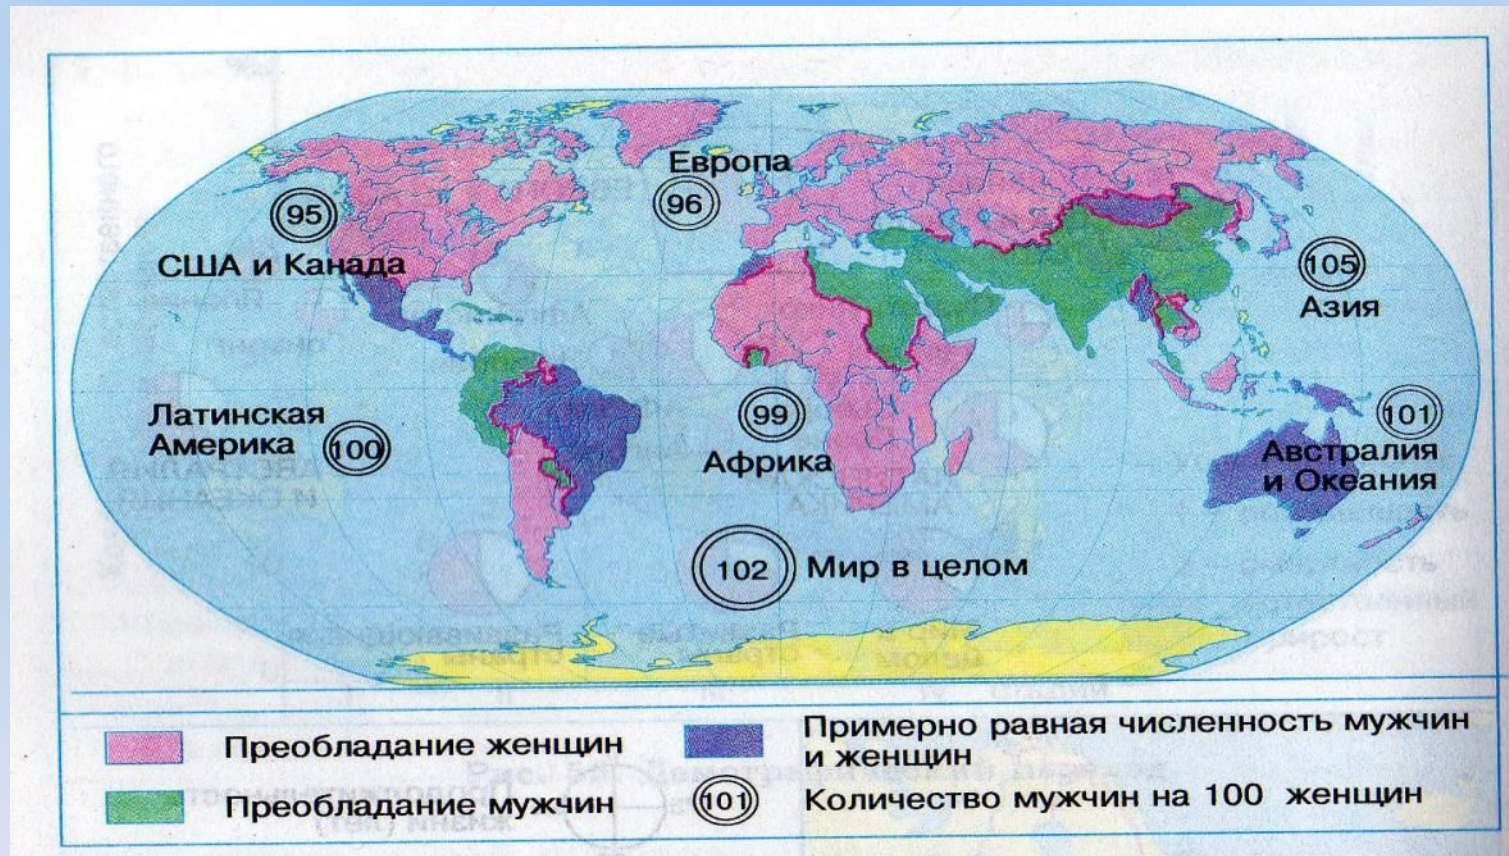 Европа
96
95
США и Канада
105
Азия
Латинская
Америка
100
99
Африка
101
Австралия
и Океания
102
Мир в целом
Преобладание женщин
Примерно равная численность мужчин
и женщин
Преобладание мужчин
101
Количество мужчин на 100 женщин